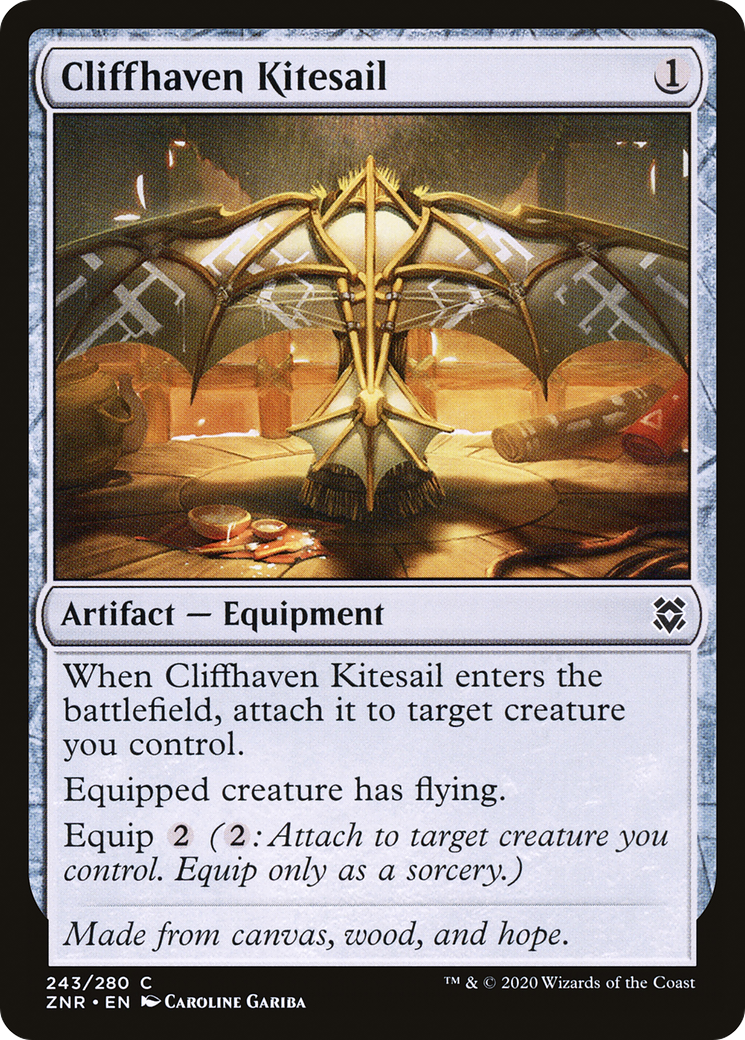 Cliffhaven Kitesail 1
Artifact — Equipment
When Cliffhaven Kitesail enters the
battlefield, attach it to target creature
you control.
Equipped creature has flying.
Equip 2 (2: Attach to target creature you
control. Equip only as a sorcery.)
Made from canvas, wood, and hope.
243/280 C
ZNR • EN CAROLINE GARIBA
™ & © 2020 Wizards of the Coast